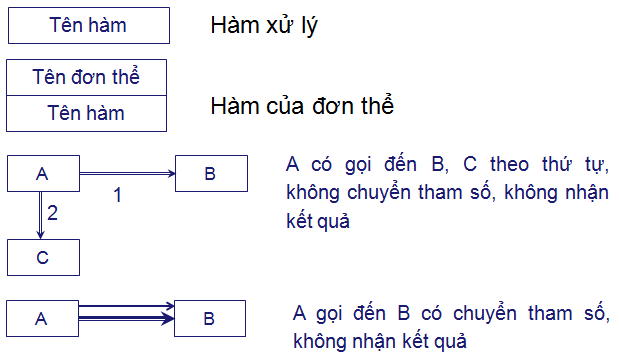 Tên hàm
Hàm xử lý
Tên đơn thể
Tên hàm
Hàm của đơn thể
A
B
1
2
C
A có gọi đến B, C theo thứ tự,
không chuyển tham số, không nhận
kết quả
A
B
A gọi đến B có chuyển tham số,
không nhận kết quả